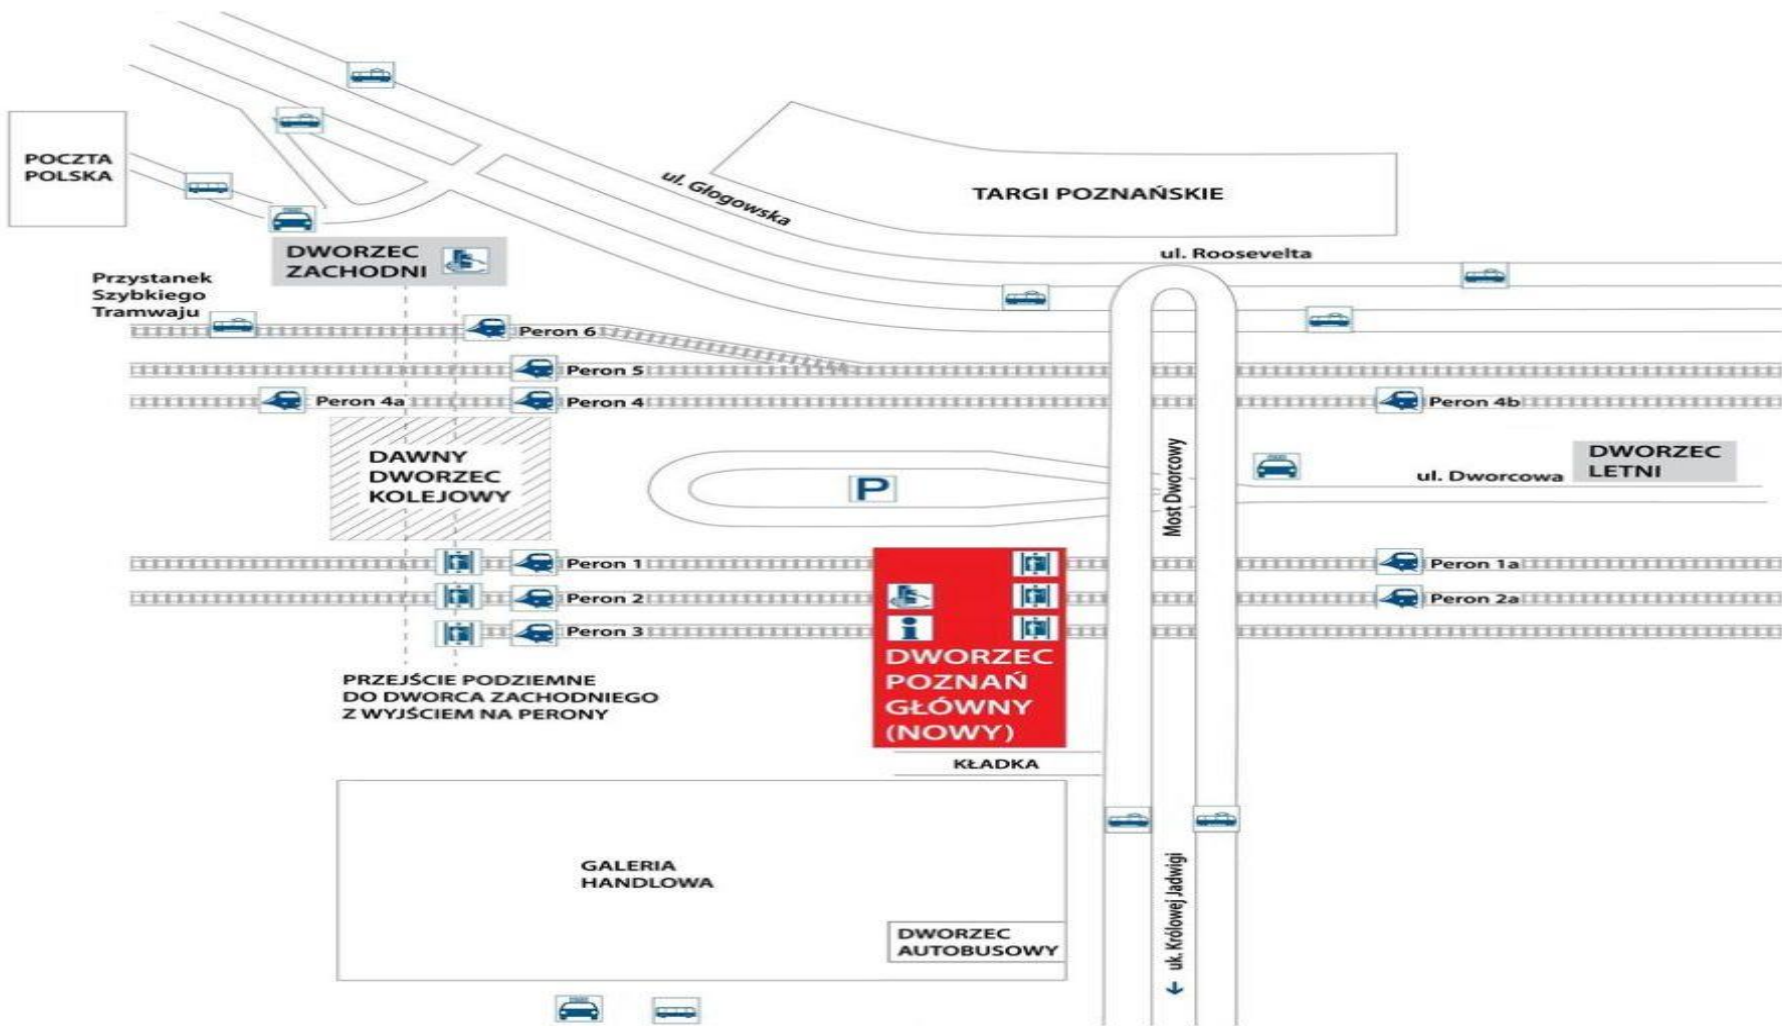 POCZTA
POLSKA
ul. Głogowska
TARGI POZNAŃSKIE
ul. Roosevelta
DWORZEC
ZACHODNI
Przystanek
Szybkiego
Tramwaju
Peron 6
Peron 5
Peron 4a
Peron 4
Peron 4b
DAWNY
DWORZEC
KOLEJOWY
P
Most Dworcowy
ul. Dworcowa
DWORZEC
LETNI
Peron 1
Peron 1a
Peron 2
Peron 2a
Peron 3
i
DWORZEC
POZNAŃ
GŁÓWNY
(NOWY)
PRZEJŚCIE PODZIEMNE
DO DWORCA ZACHODNIEGO
Z WYJŚCIEM NA PERONY
KŁADKA
GALERIA
HANDLOWA
DWORZEC
AUTOBUSOWY
← uk. Królowej Jadwigi